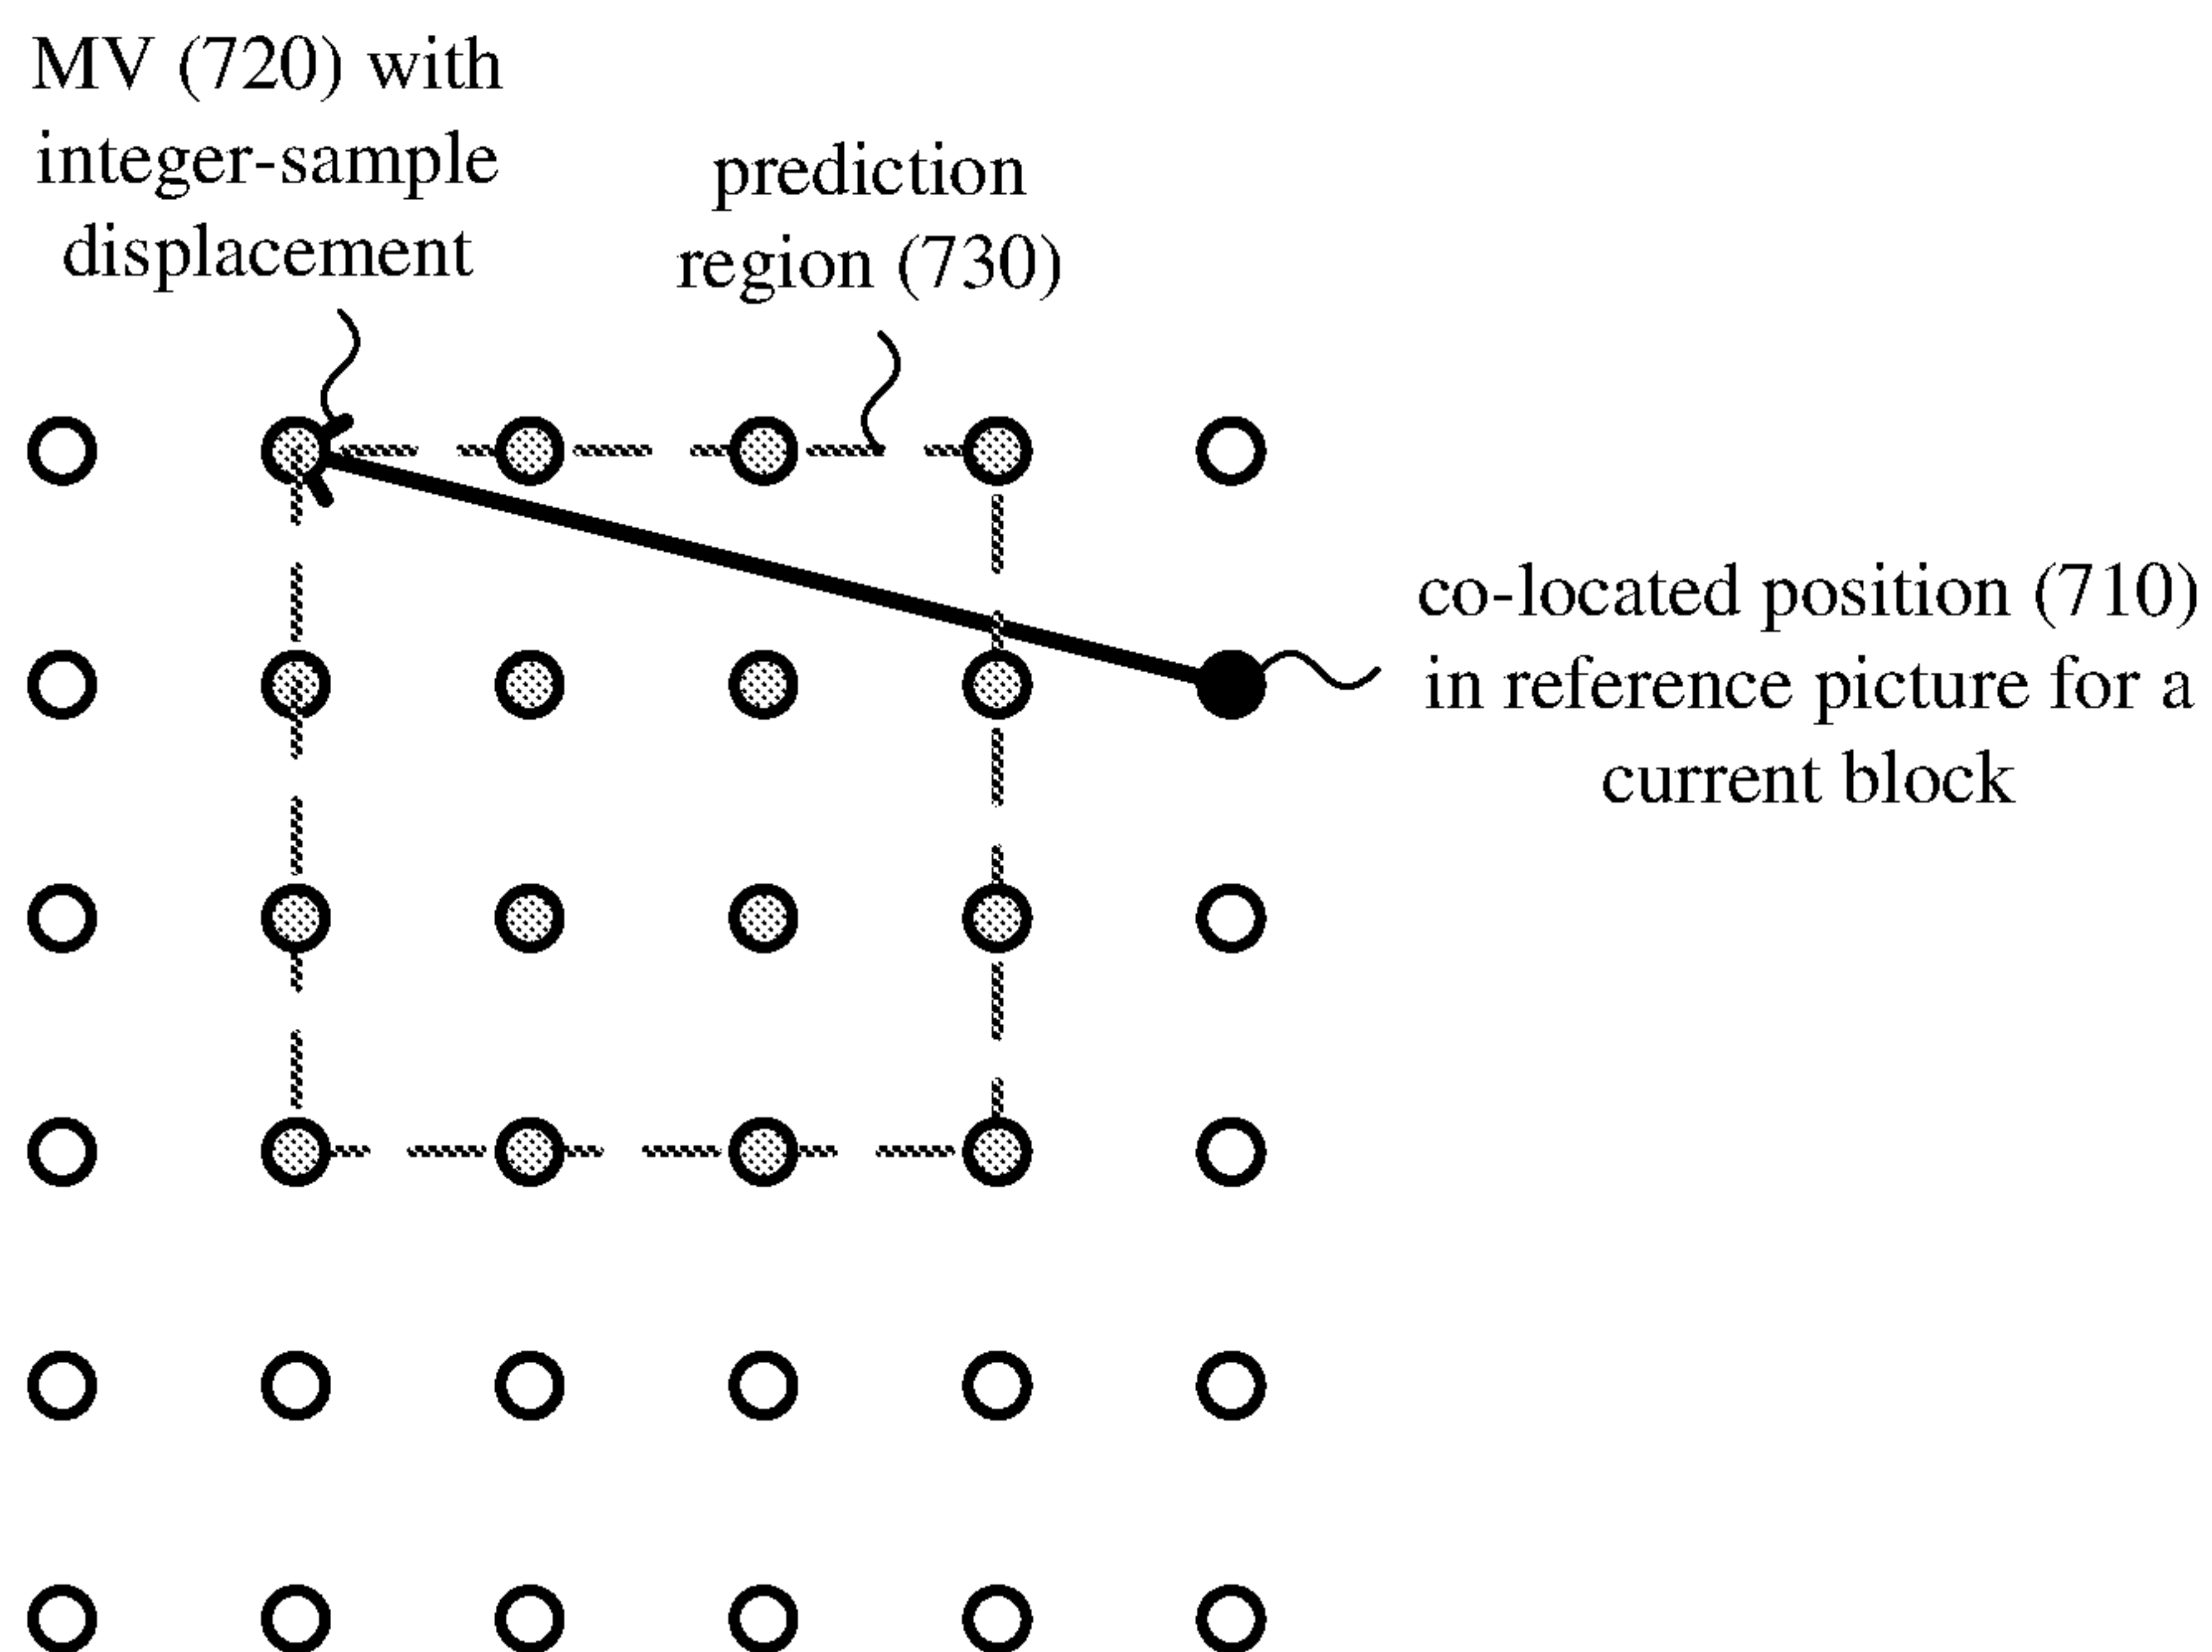 MV (720) with
integer-sample
displacement
prediction
region (730)
co-located position (710)
in reference picture for a
current block